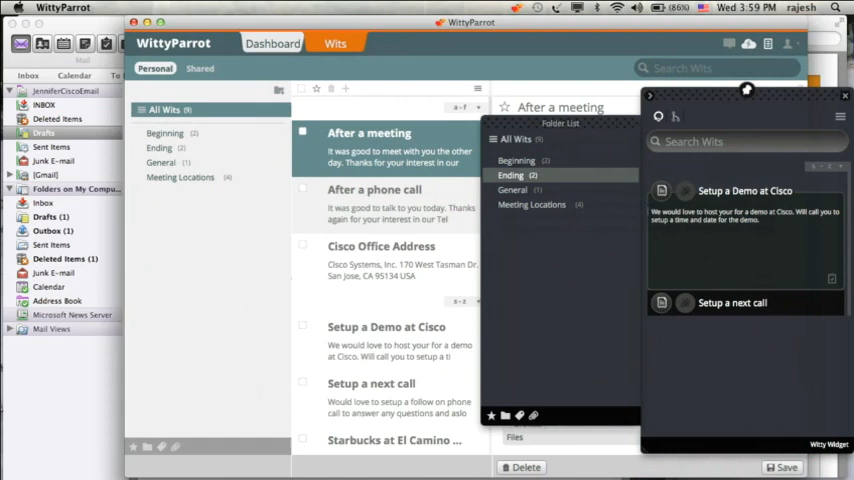 WittyParrot
(86%)
Wed 3:59 PM
rajesh
WittyParrot
Mail
Inbox
Calendar
To
JenniferCiscoEmail
INBOX
Deleted Items
Drafts
Sent Items
Junk E-mail
[Gmail]
Folders on My Compu...
Inbox
Drafts (1)
Outbox (1)
Sent Items
Deleted Items (1)
Junk E-mail
Calendar
Address Book
Microsoft News Server
Mail Views
WittyParrot
Dashboard
Wits
Personal
Shared
Search Wits
All Wits (9)
Beginning (2)
Ending (2)
General (1)
Meeting Locations (4)
a-f
After a meeting
It was good to meet with you the other
day. Thanks for your interest in our
After a phone call
It was good to talk to you today. Thanks
again for your interest in our Tel
Cisco Office Address
Cisco Systems, Inc. 170 West Tasman Dr.
San Jose, CA 95134 USA
s-z
Setup a Demo at Cisco
We would love to host your for a demo
at Cisco. Will call you to setup a ti
Setup a next call
Would love to setup a follow on phone
call to answer any questions and aslo
Starbucks at El Camino ...
After a meeting
Files
Delete
Save
Folder List
All Wits (9)
Beginning (2)
Ending (2)
General (1)
Meeting Locations (4)
Search Wits
s - z
Setup a Demo at Cisco
We would love to host your for a demo at Cisco. Will call you to
setup a time and date for the demo.
Setup a next call
Witty Widget